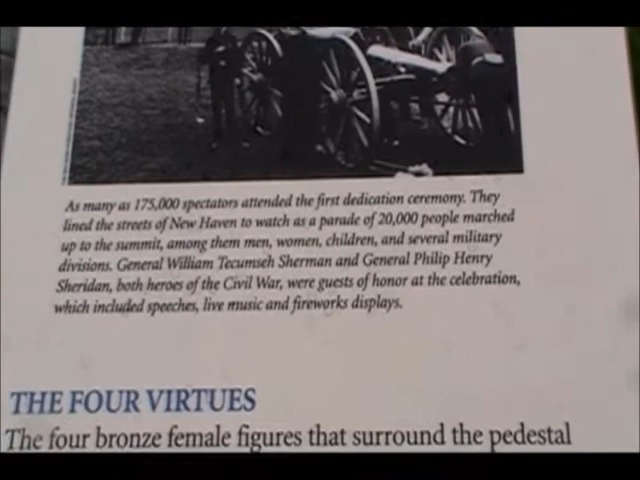 As many as 175,000 spectators attended the first dedication ceremony. They
lined the streets of New Haven to watch as a parade of 20,000 people marched
up to the summit, among them men, women, children, and several military
divisions. General William Tecumseh Sherman and General Philip Henry
Sheridan, both heroes of the Civil War, were guests of honor at the celebration,
which included speeches, live music and fireworks displays.
THE FOUR VIRTUES
The four bronze female figures that surround the pedestal